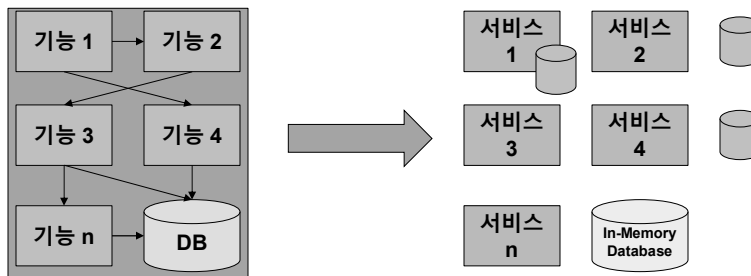 기능 1
기능 2
기능 3
기능 4
기능 n
DB
서비스
1
서비스
2
서비스
3
서비스
4
서비스
n
In-Memory
Database